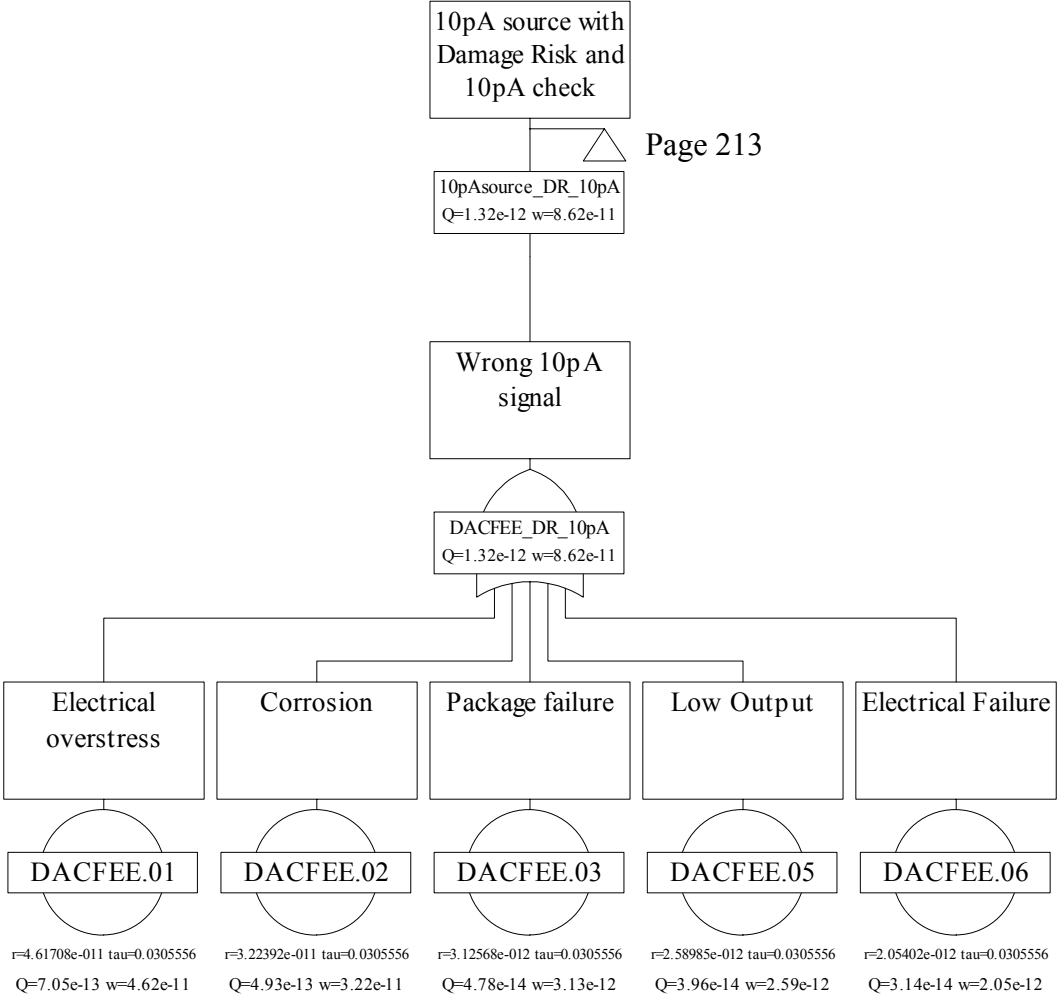 10pA source with
Damage Risk and
10pA check
Page 213
10pAsource_DR_10pA
Q=1.32e-12 w=8.62e-11
Wrong 10pA
signal
DACFEE_DR_10pA
Q=1.32e-12 w=8.62e-11
Electrical
overstress
Corrosion
Package failure
Low Output
Electrical Failure
DACFEE.01
DACFEE.02
DACFEE.03
DACFEE.05
DACFEE.06
r=4.61708e-011 tau=0.0305556
r=3.22392e-011 tau=0.0305556
r=3.12568e-012 tau=0.0305556
r=2.58985e-012 tau=0.0305556
r=2.05402e-012 tau=0.0305556
Q=7.05e-13 w=4.62e-11
Q=4.93e-13 w=3.22e-11
Q=4.78e-14 w=3.13e-12
Q=3.96e-14 w=2.59e-12
Q=3.14e-14 w=2.05e-12